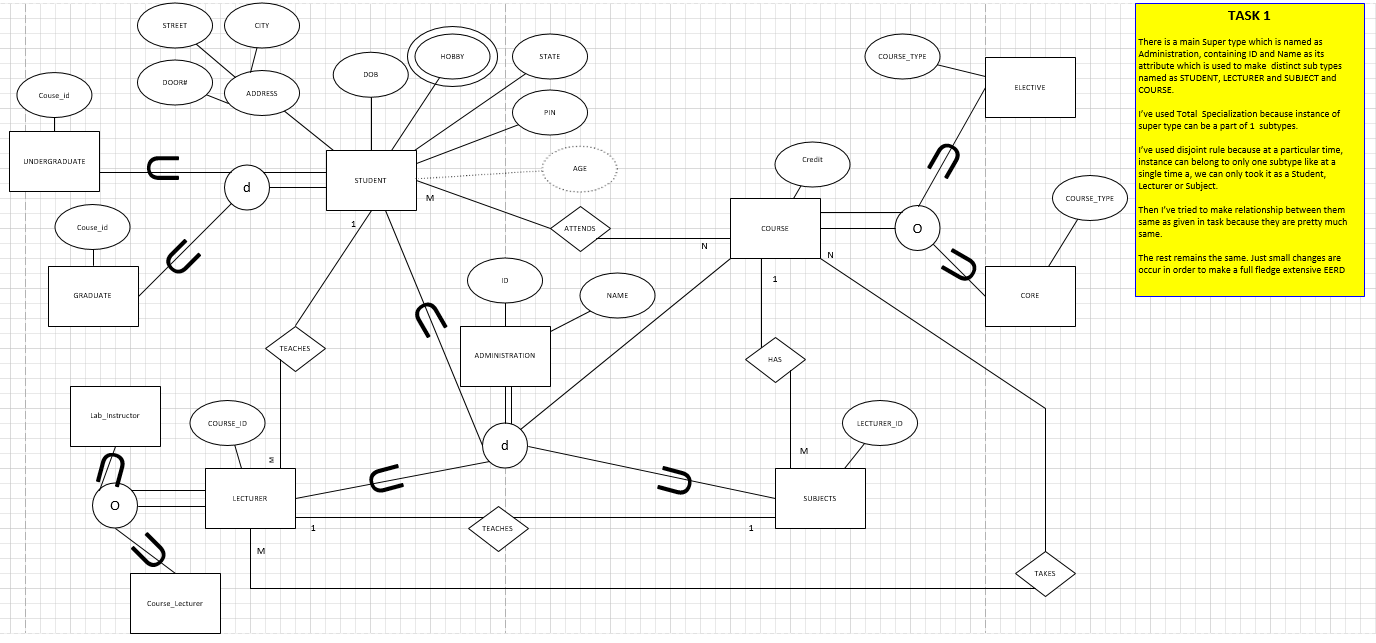 STREET
CITY
HOBBY
STATE
COURSE_TYPE
DOB
DOOR#
ADDRESS
ELECTIVE
Couse_id
PIN
UNDERGRADUATE
Credit
AGE
STUDENT
d
M
COURSE_TYPE
Couse_id
1
ATTENDS
N
COURSE
O
N
ID
1
GRADUATE
NAME
CORE
TEACHES
ADMINISTRATION
HAS
Lab_Instructor
COURSE_ID
LECTURER_ID
d
M
M
O
LECTURER
SUBJECTS
1
TEACHES
1
M
TAKES
Course_Lecturer
TASK 1
There is a main Super type which is named as
Administration, containing ID and Name as its
attribute which is used to make distinct sub types
named as STUDENT, LECTURER and SUBJECT and
COURSE.
I've used Total Specialization because instance of
super type can be a part of 1 subtypes.
I've used disjoint rule because at a particular time,
instance can belong to only one subtype like at a
single time a, we can only took it as a Student,
Lecturer or Subject.
Then I've tried to make relationship between them
same as given in task because they are pretty much
same.
The rest remains the same. Just small changes are
occur in order to make a full fledge extensive EERD